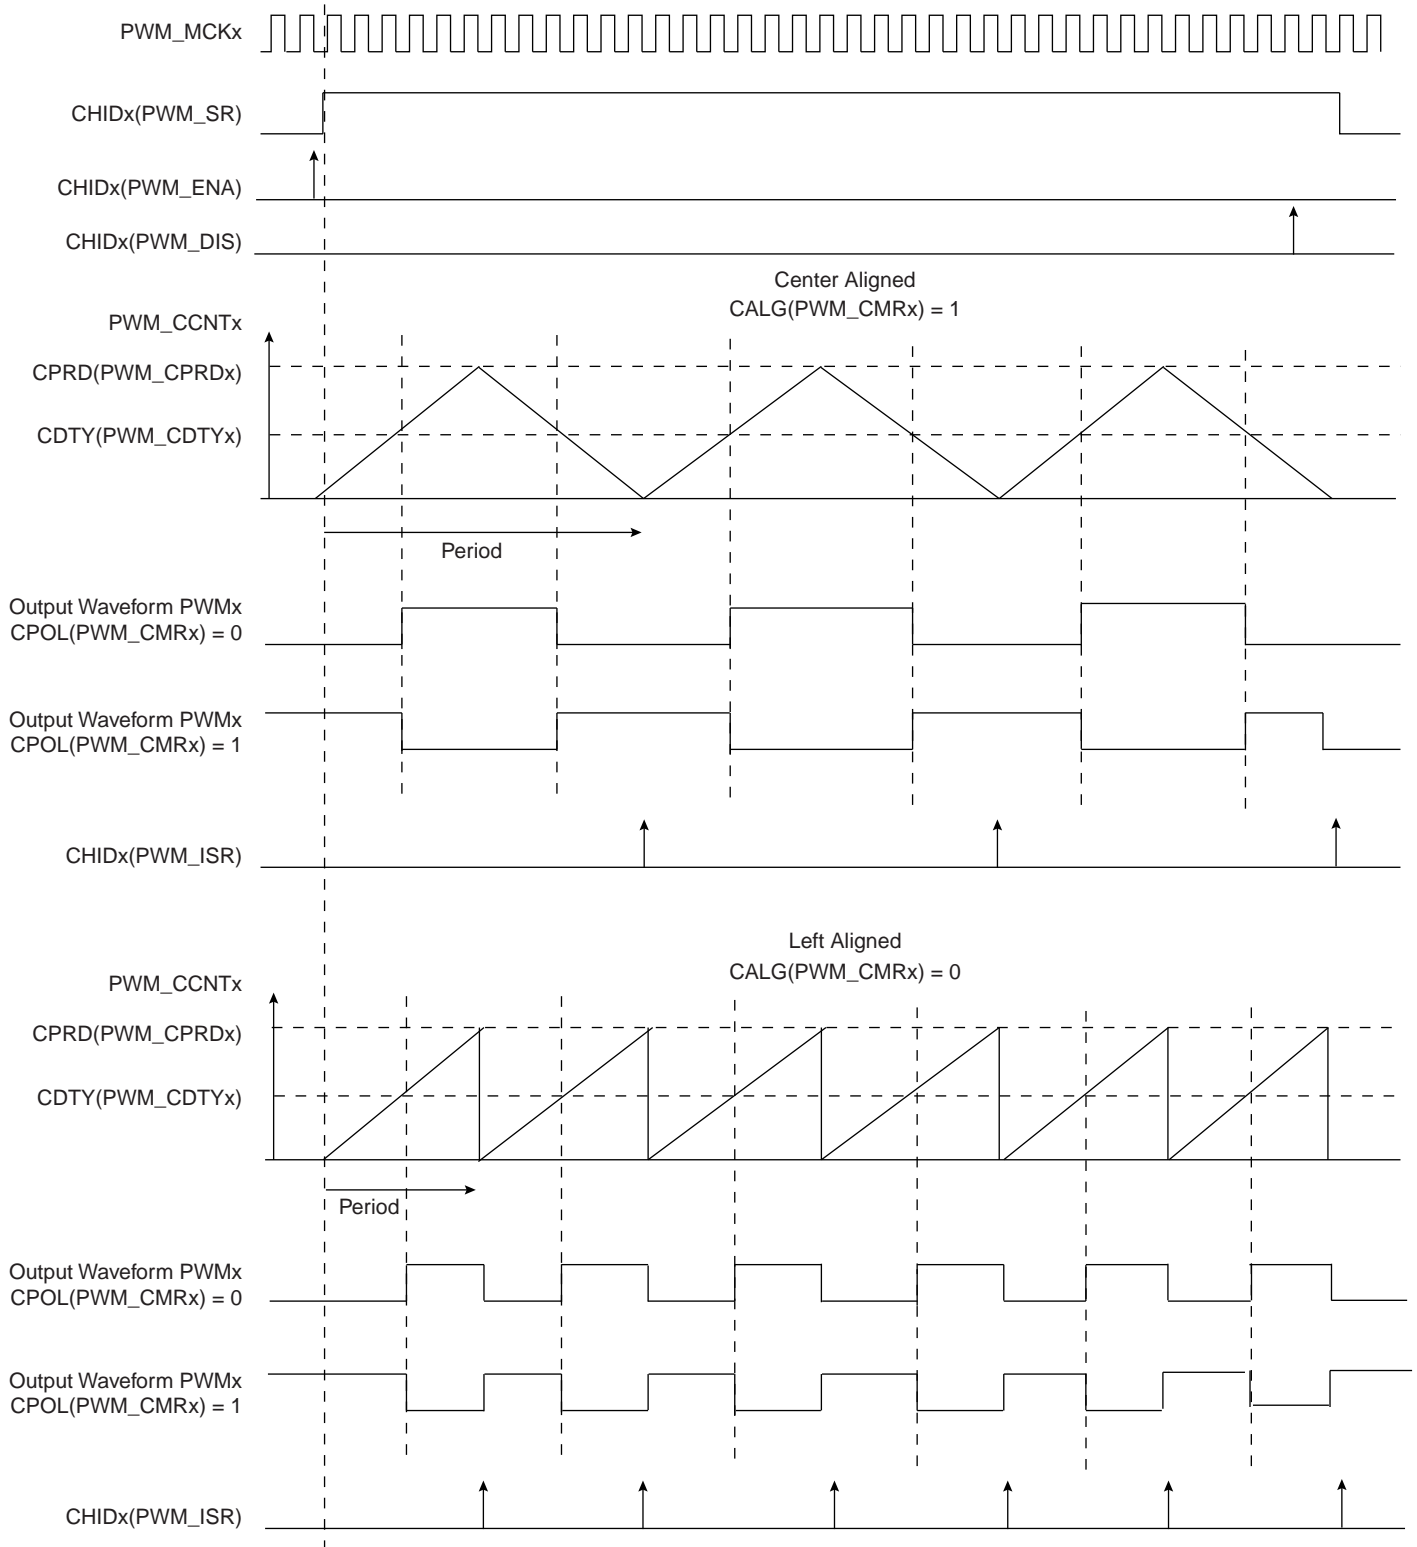 PWM_MCKx
CHIDx(PWM_SR)
CHIDx(PWM_ENA)
CHIDx(PWM_DIS)
Center Aligned
CALG(PWM_CMRx) = 1
PWM_CCNTx
CPRD(PWM_CPRDx)
CDTY(PWM_CDTYx)
Period
Output Waveform PWMx
CPOL(PWM_CMRx) = 0
Output Waveform PWMx
CPOL(PWM_CMRx) = 1
CHIDx(PWM_ISR)
Left Aligned
CALG(PWM_CMRx) = 0
PWM_CCNTx
CPRD(PWM_CPRDx)
CDTY(PWM_CDTYx)
Period
Output Waveform PWMx
CPOL(PWM_CMRx) = 0
Output Waveform PWMx
CPOL(PWM_CMRx) = 1
CHIDx(PWM_ISR)